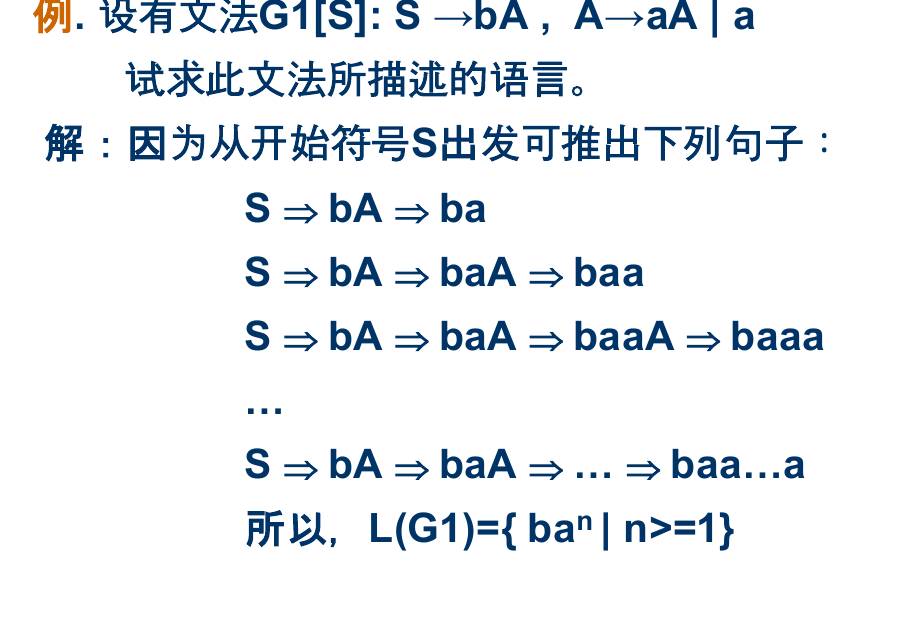 例. 设有文法G1[S]: S →bA , A→aA | a
试求此文法所描述的语言。
解：因为从开始符号S出发可推出下列句子：
S ⇒ bA ⇒ ba
S ⇒ bA ⇒ baA ⇒ baa
S ⇒ bA ⇒ baA ⇒ baaA ⇒ baaa
…
S ⇒ bA ⇒ baA ⇒ … ⇒ baa…a
所以, L(G1)={ baⁿ | n>=1}